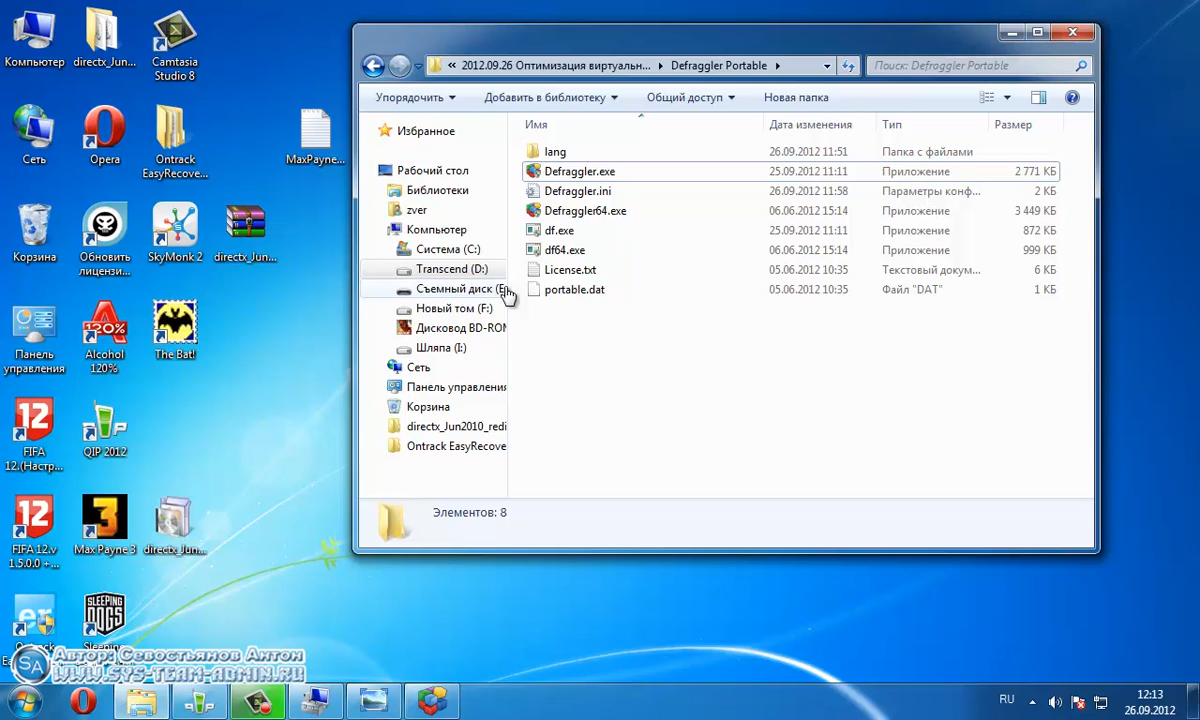 Компьютер
directx_Jun...
Camtasia
Studio 8
Сеть
Opera
Ontrack
EasyRecove...
MaxPayne...
Корзина
Обновить
лицензи...
SkyMonk 2
directx_Jun...
Панель
управления
Alcohol
120%
The Bat!
FIFA
12.(Настр...
QIP 2012
FIFA 12.v
1.5.0.0 +...
Max Payne 3
directx_Jun...
SLEEPING
DOGS
Автор: Севостьянов Антон
WWW.SYS-TEAM-ADMIN.RU
« 2012.09.26 Оптимизация виртуальн... ▸ Defraggler Portable ▸
Поиск: Defraggler Portable
Упорядочить
Добавить в библиотеку
Общий доступ
Новая папка
Избранное
Рабочий стол
Библиотеки
zver
Компьютер
Система (C:)
Transcend (D:)
Съемный диск (E
Новый том (F:)
Дисковод BD-ROM
Шляпа (I:)
Сеть
Панель управления
Корзина
directx_Jun2010_redi
Ontrack EasyRecove
Имя Дата изменения Тип Размер
lang 26.09.2012 11:51 Папка с файлами
Defraggler.exe 25.09.2012 11:11 Приложение 2 771 КБ
Defraggler.ini 26.09.2012 11:58 Параметры конф... 2 КБ
Defraggler64.exe 06.06.2012 15:14 Приложение 3 449 КБ
df.exe 25.09.2012 11:11 Приложение 872 КБ
df64.exe 06.06.2012 15:14 Приложение 999 КБ
License.txt 05.06.2012 10:35 Текстовый докум... 6 КБ
portable.dat 05.06.2012 10:35 Файл "DAT" 1 КБ
Элементов: 8
RU
12:13
26.09.2012